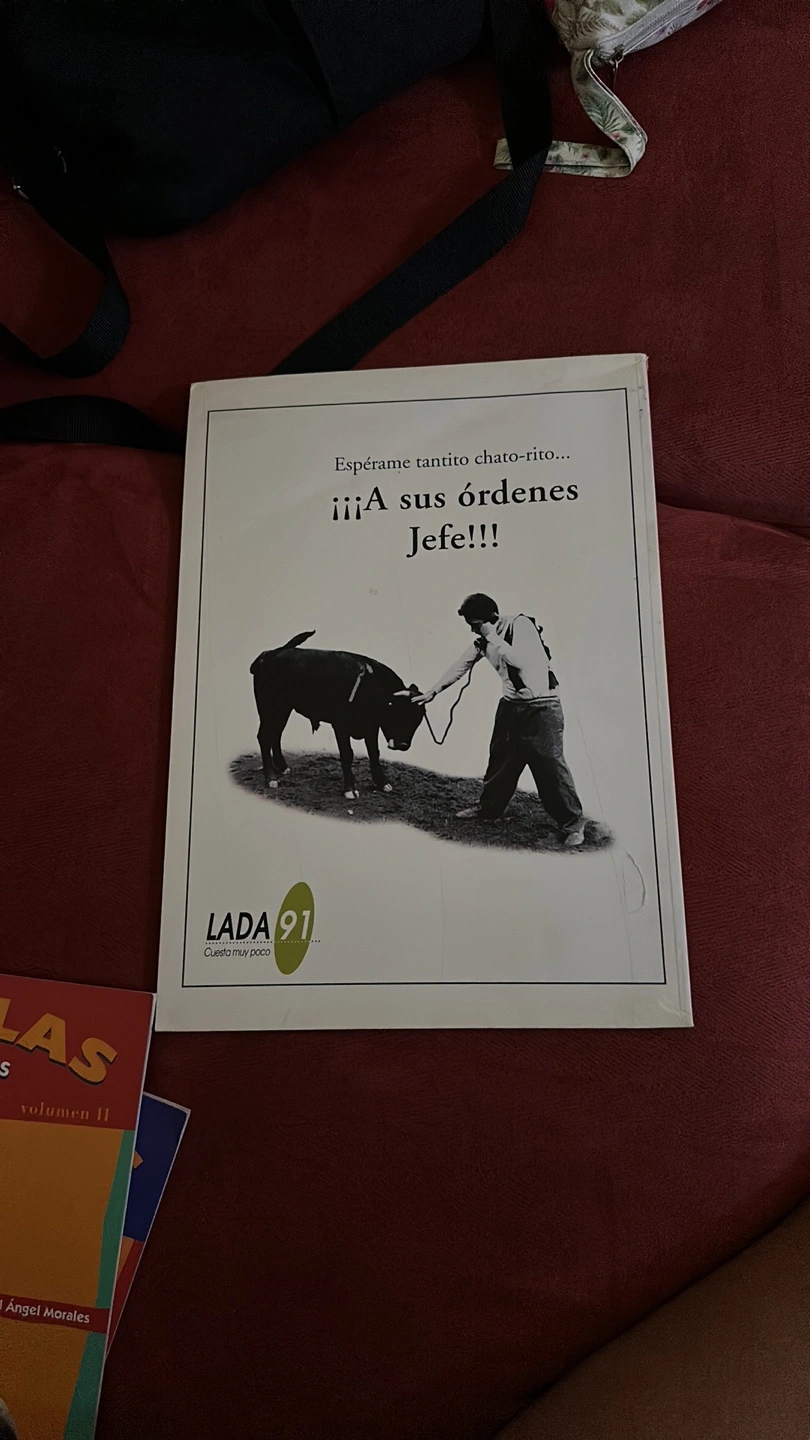 Espérame tantito chato-rito...
¡¡¡A sus órdenes
Jefe!!!
LADA 91
Cuesta muy poco
LAS
S
volumen II
l Ángel Morales